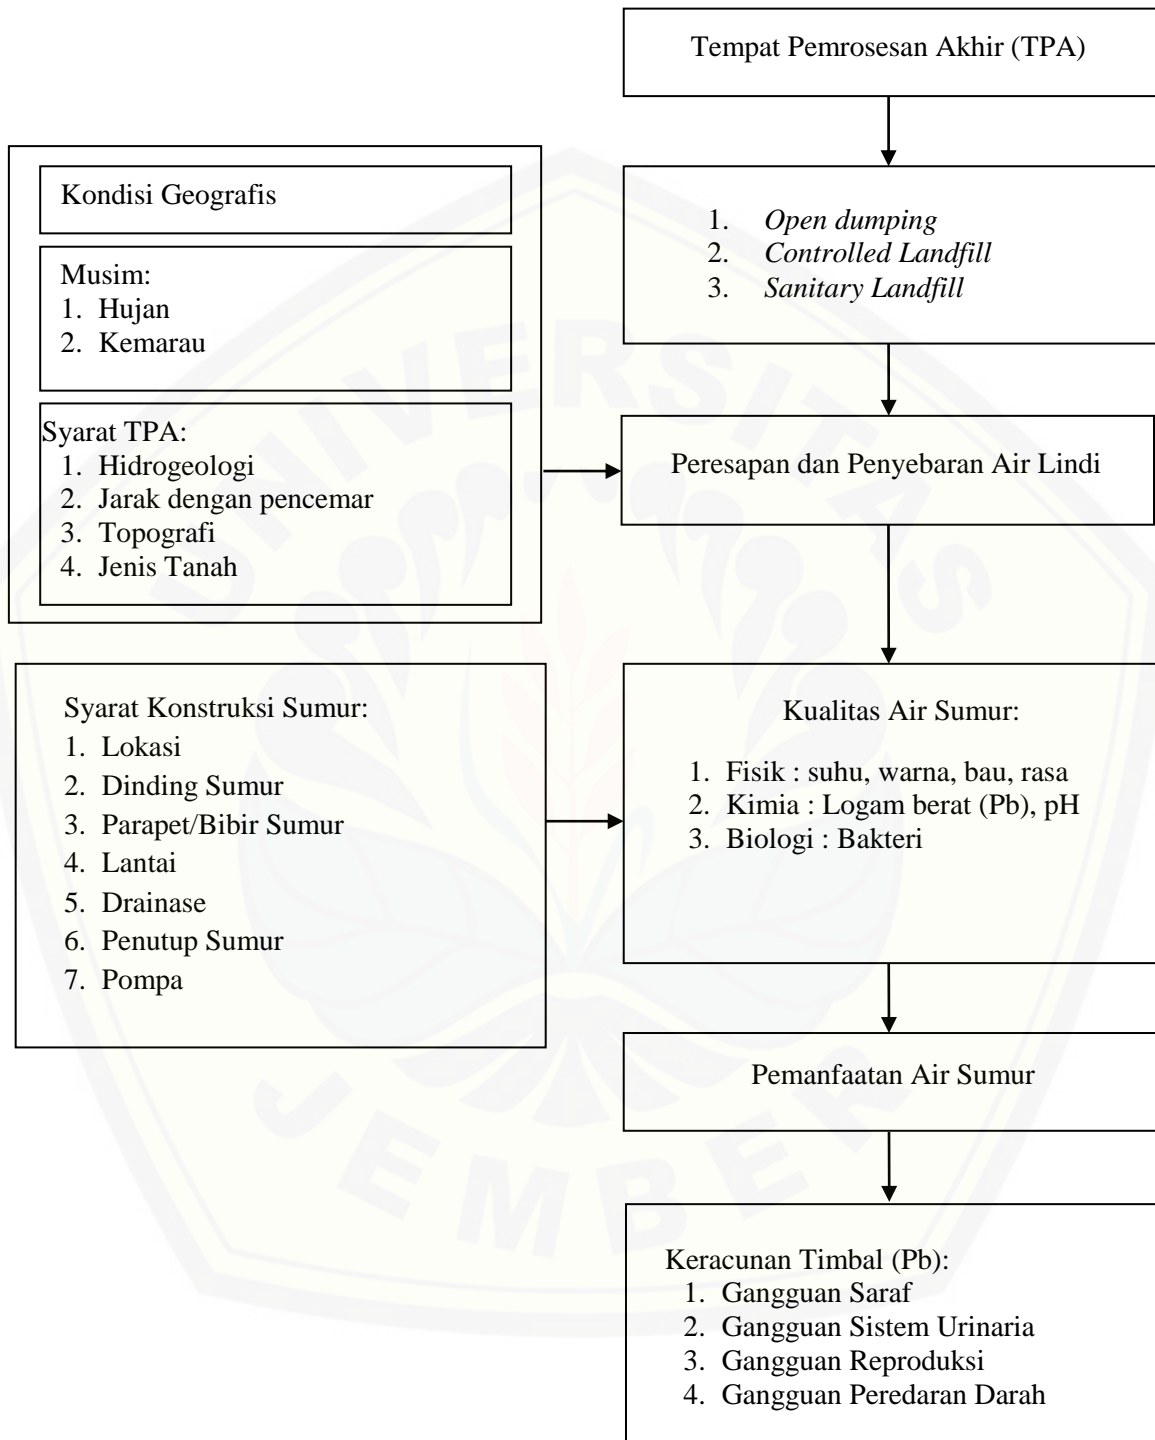 Tempat Pemrosesan Akhir (TPA)
1. Open dumping
2. Controlled Landfill
3. Sanitary Landfill
Kondisi Geografis
Musim:
1. Hujan
2. Kemarau
Syarat TPA:
1. Hidrogeologi
2. Jarak dengan pencemar
3. Topografi
4. Jenis Tanah
Peresapan dan Penyebaran Air Lindi
Syarat Konstruksi Sumur:
1. Lokasi
2. Dinding Sumur
3. Parapet/Bibir Sumur
4. Lantai
5. Drainase
6. Penutup Sumur
7. Pompa
Kualitas Air Sumur:
1. Fisik : suhu, warna, bau, rasa
2. Kimia : Logam berat (Pb), pH
3. Biologi : Bakteri
Pemanfaatan Air Sumur
Keracunan Timbal (Pb):
1. Gangguan Saraf
2. Gangguan Sistem Urinaria
3. Gangguan Reproduksi
4. Gangguan Peredaran Darah
UNIVERSITAS
JEMBER